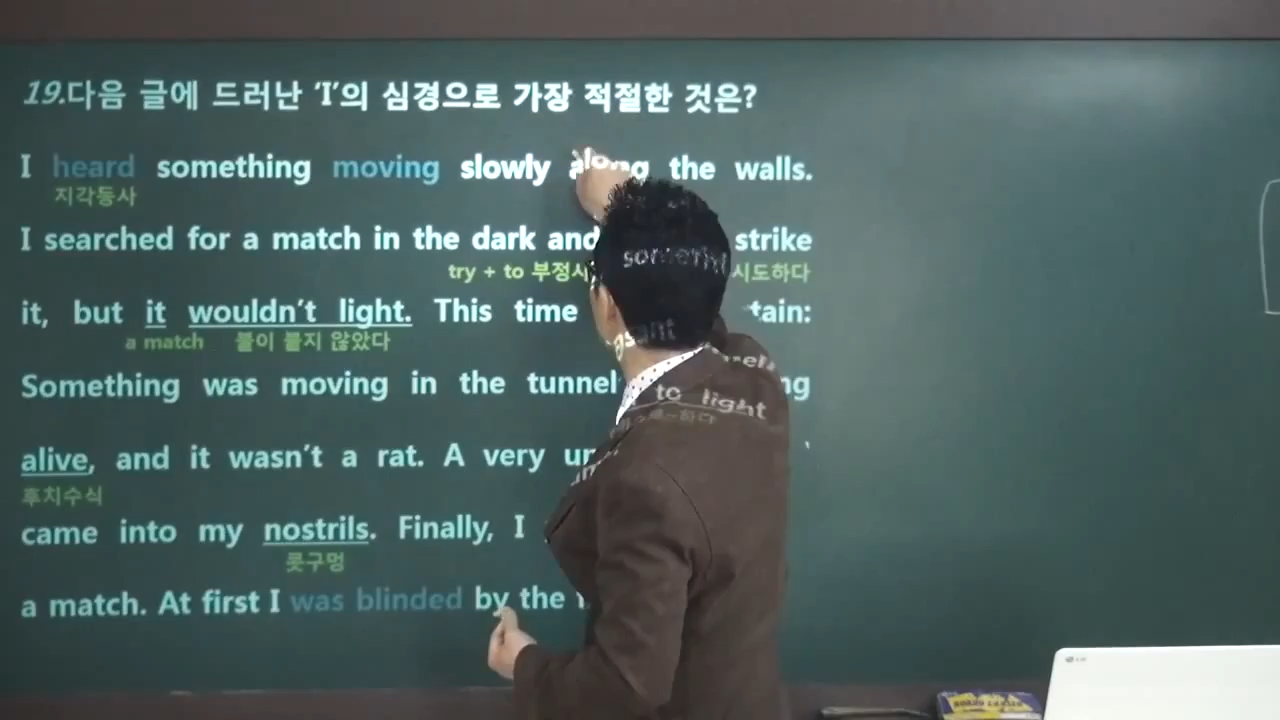 19.다음 글에 드러난 'I'의 심경으로 가장 적절한 것은?
I heard something moving slowly along the walls.
지각동사
I searched for a match in the dark and strike
try + to 부정사 시도하다
it, but it wouldn't light. This time
a match 불이 붙지 않았다
Something was moving in the tunnel
to light
alive, and it wasn't a rat. A very
후치수식
came into my nostrils. Finally, I
콧구멍
a match. At first I was blinded by the
LG